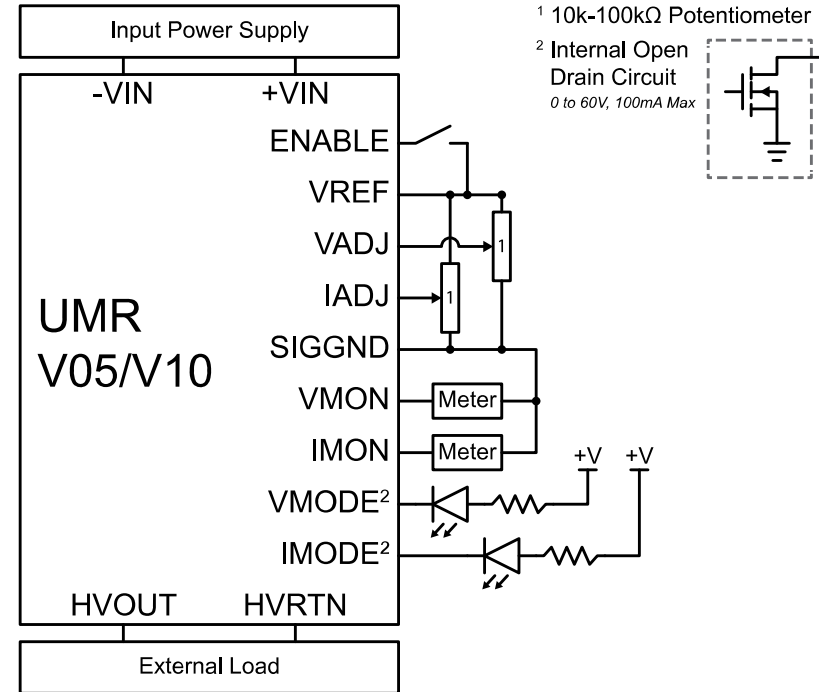 Input Power Supply
¹ 10k-100kΩ Potentiometer
² Internal Open
Drain Circuit
0 to 60V, 100mA Max
-VIN
+VIN
ENABLE
VREF
VADJ
1
IADJ
1
SIGGND
UMR
V05/V10
VMON
Meter
IMON
Meter
+V
+V
VMODE²
IMODE²
HVOUT
HVRTN
External Load